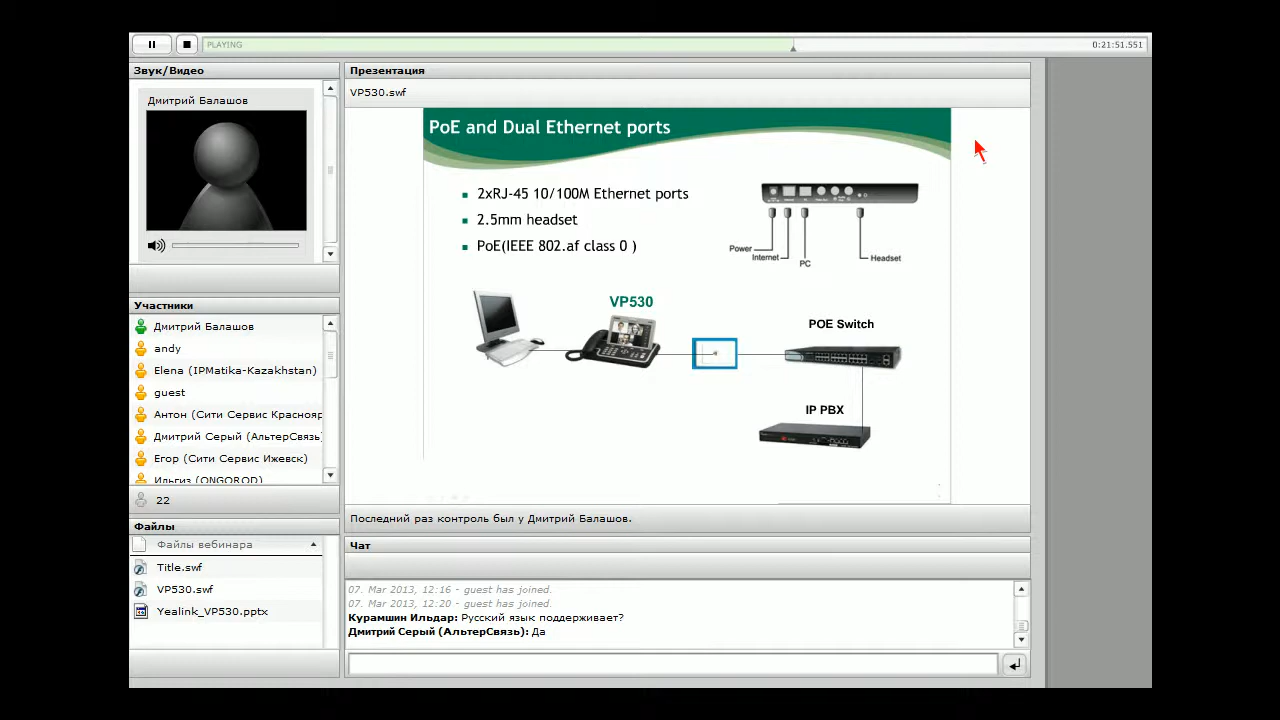 PLAYING
0:21:51.551
Звук/Видео
Дмитрий Балашов
Участники
Дмитрий Балашов
andy
Elena (IPMatika-Kazakhstan)
guest
Антон (Сити Сервис Краснояр
Дмитрий Серый (АльтерСвязь)
Егор (Сити Сервис Ижевск)
Ильгиз (ONGOROD)
22
Файлы
Файлы вебинара
Title.swf
VP530.swf
Yealink_VP530.pptx
Презентация
VP530.swf
PoE and Dual Ethernet ports
2xRJ-45 10/100M Ethernet ports
2.5mm headset
PoE(IEEE 802.af class 0 )
Power
Internet
PC
Headset
VP530
POE Switch
IP PBX
Последний раз контроль был у Дмитрий Балашов.
Чат
07. Mar 2013, 12:16 - guest has joined.
07. Mar 2013, 12:20 - guest has joined.
Курамшин Ильдар: Русский язык поддерживает?
Дмитрий Серый (АльтерСвязь): Да